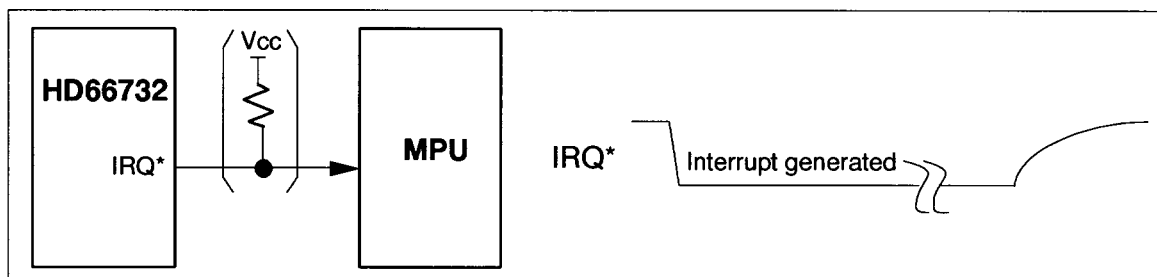 Vcc
HD66732
IRQ*
MPU
IRQ*
Interrupt generated